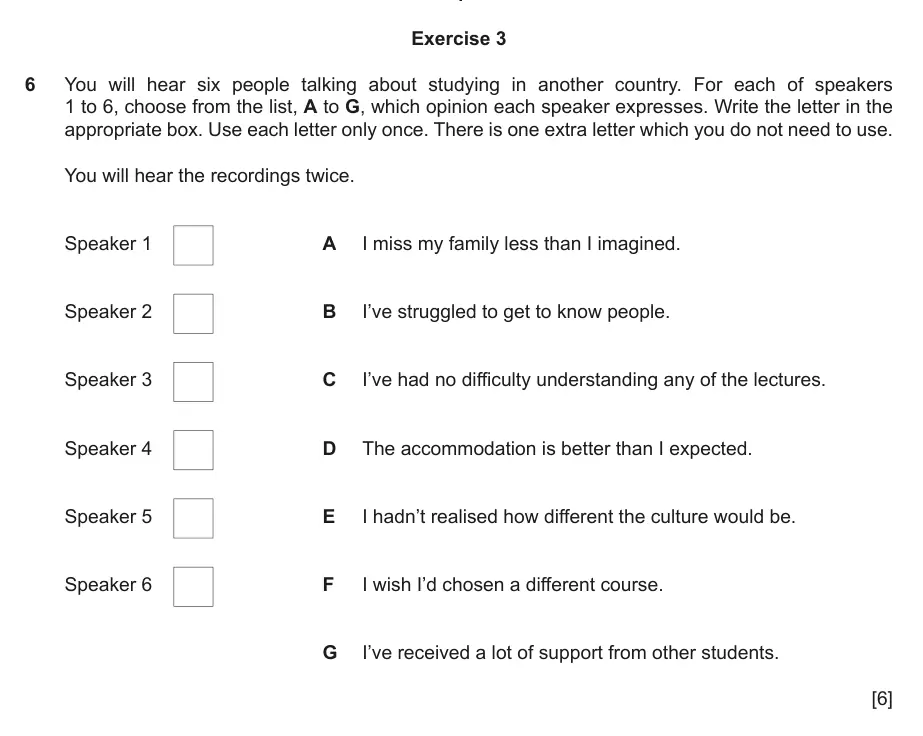 Exercise 3
6 You will hear six people talking about studying in another country. For each of speakers
1 to 6, choose from the list, A to G, which opinion each speaker expresses. Write the letter in the
appropriate box. Use each letter only once. There is one extra letter which you do not need to use.
You will hear the recordings twice.
Speaker 1 A I miss my family less than I imagined.
Speaker 2 B I’ve struggled to get to know people.
Speaker 3 C I’ve had no difficulty understanding any of the lectures.
Speaker 4 D The accommodation is better than I expected.
Speaker 5 E I hadn’t realised how different the culture would be.
Speaker 6 F I wish I’d chosen a different course.
G I’ve received a lot of support from other students.
[6]